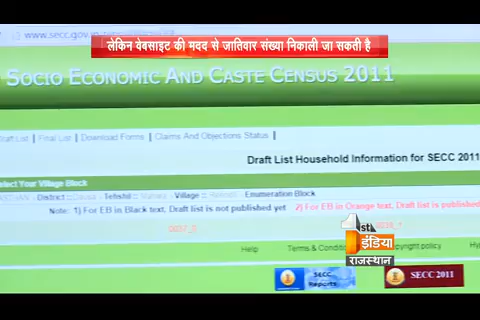 www.secc.gov.in
लेकिन वेबसाइट की मदद से जातिवार संख्या निकाली जा सकती है
SOCIO ECONOMIC AND CASTE CENSUS 2011
Draft List | Final List | Download Forms | Claims And Objections Status |
Draft List Household Information for SECC 2011
Select Your Village Block
District :: Tehsil :: Village :: Enumeration Block
Note: 1) For EB in Black text, Draft list is not published yet 2) For EB in Orange text, Draft list is published
Help Terms & Conditions Copyright policy Hy
1st
इंडिया
राजस्थान
SECC
Reports
SECC 2011